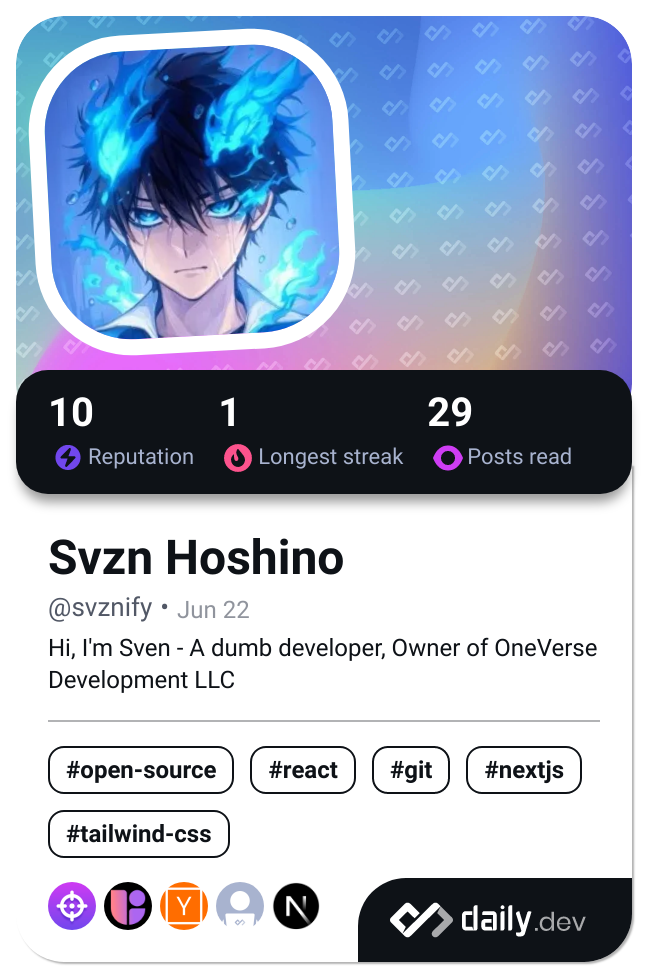 10 1 29
Reputation Longest streak Posts read
Svzn Hoshino
@svznify • Jun 22
Hi, I'm Sven - A dumb developer, Owner of OneVerse
Development LLC
#open-source #react #git #nextjs
#tailwind-css
Y N
daily.dev